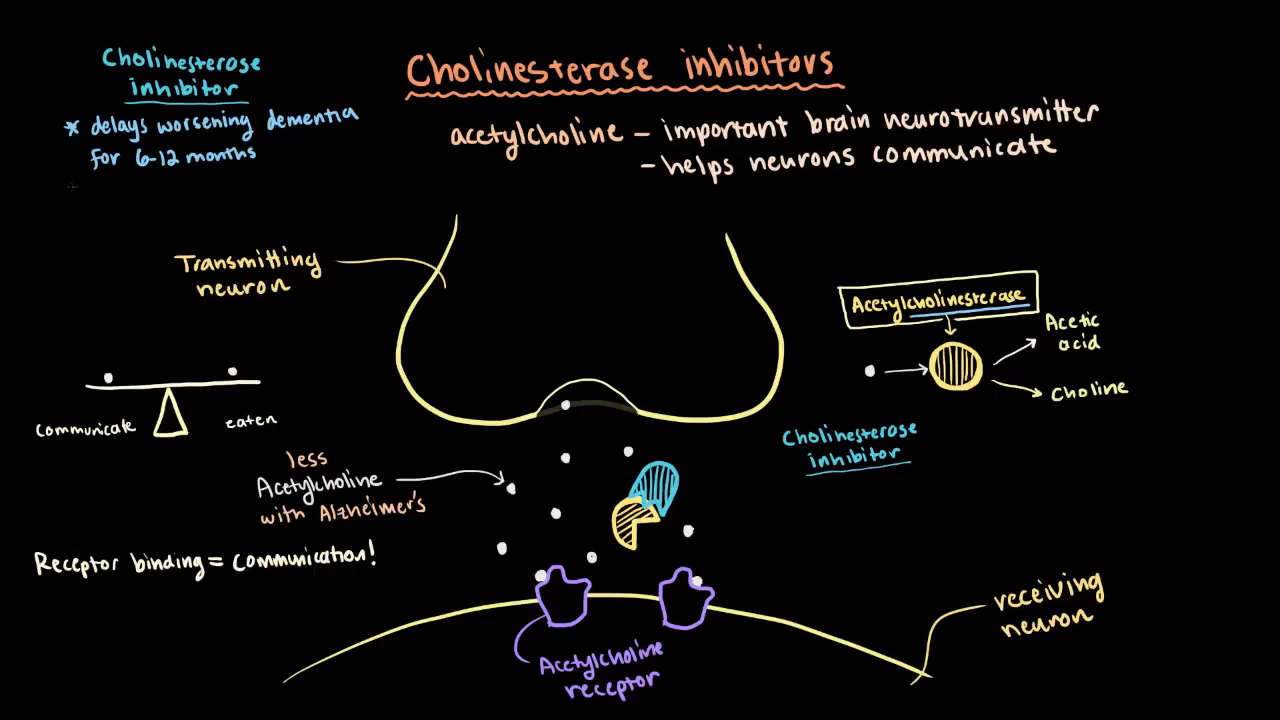 Cholinesterase inhibitors
Cholinesterase
inhibitor
* delays worsening dementia
for 6-12 months
acetylcholine – important brain neurotransmitter
– helps neurons communicate
Transmitting
neuron
Acetylcholinesterase
Acetic
acid
Choline
communicate
eaten
Cholinesterase
inhibitor
less
Acetylcholine
with Alzheimer's
Receptor binding = communication!
receiving
neuron
Acetylcholine
receptor